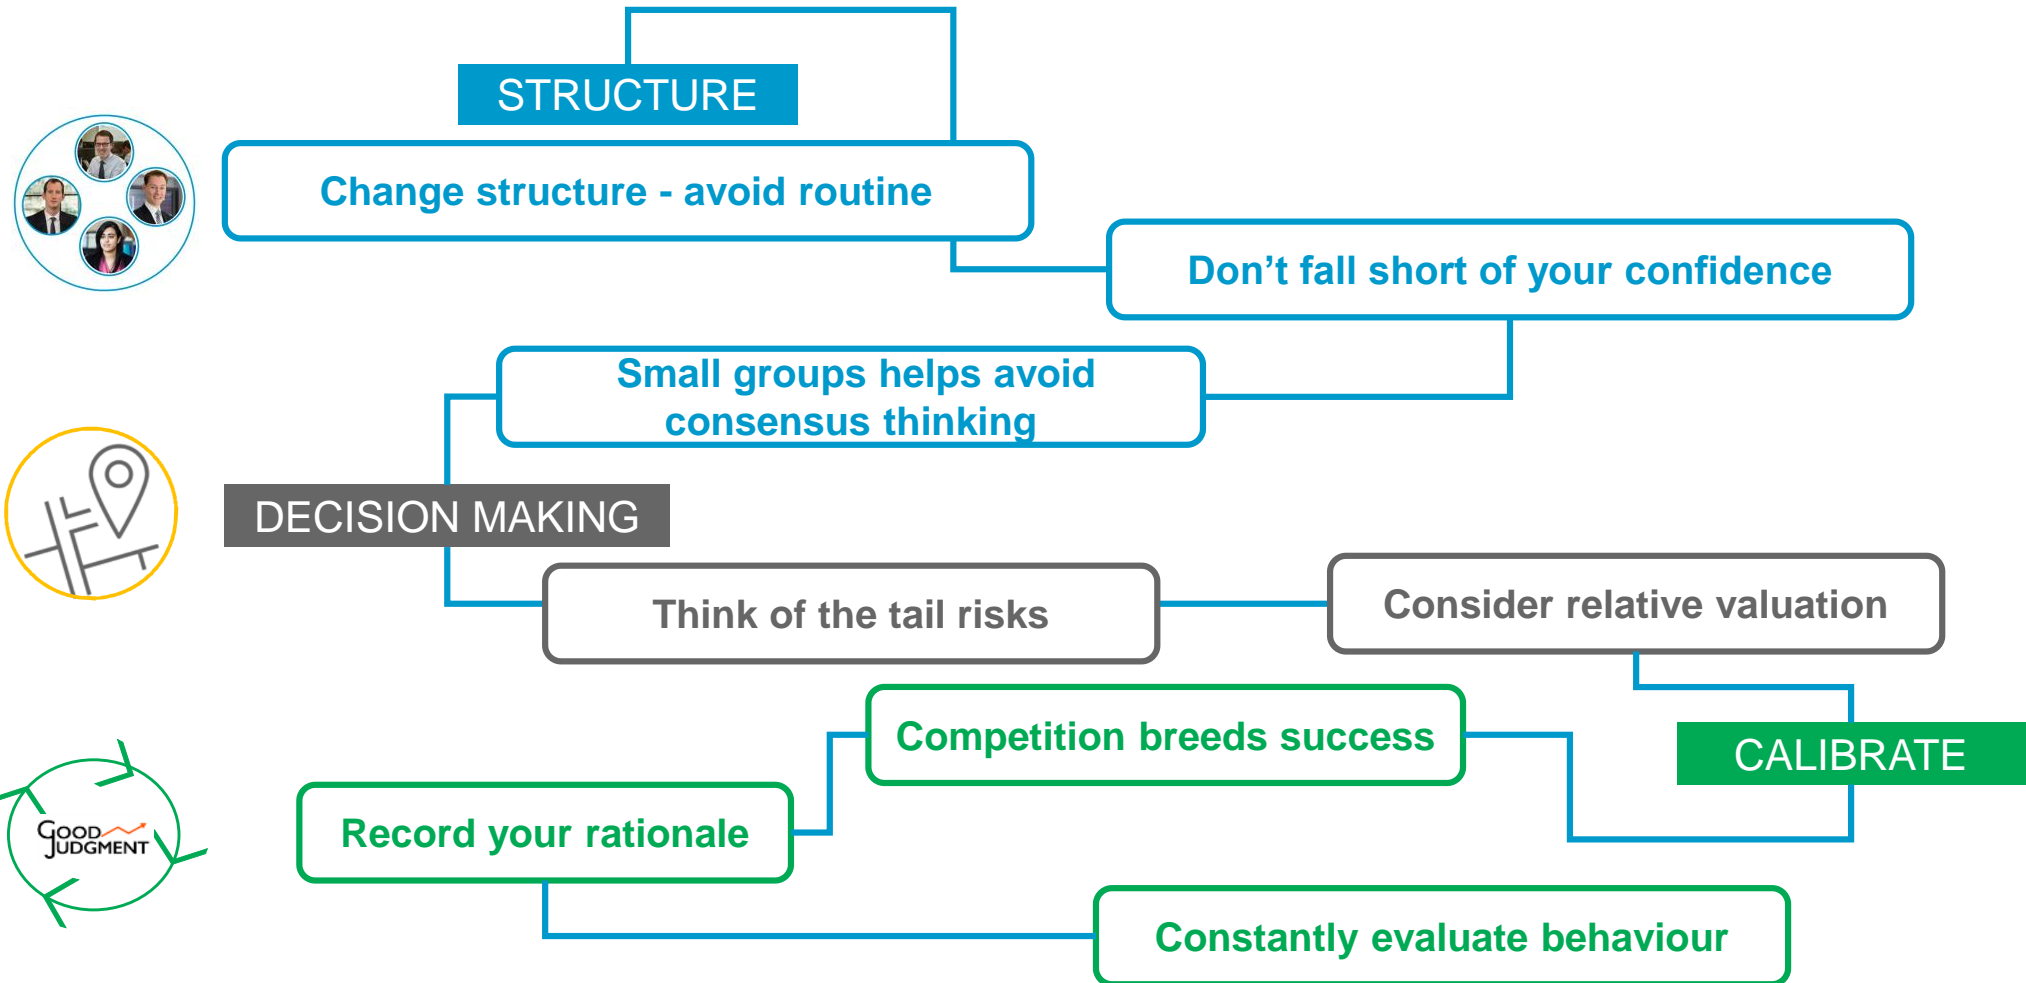 STRUCTURE
Change structure - avoid routine
Don’t fall short of your confidence
Small groups helps avoid
consensus thinking
DECISION MAKING
Think of the tail risks
Consider relative valuation
Competition breeds success
CALIBRATE
GOOD
JUDGMENT
Record your rationale
Constantly evaluate behaviour